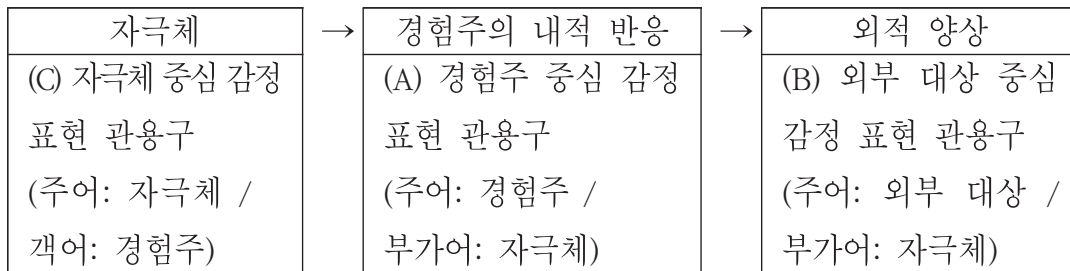 자극체 → 경험주의 내적 반응 → 외적 양상
(C) 자극체 중심 감정
표현 관용구
(주어: 자극체 /
객어: 경험주)
(A) 경험주 중심 감정
표현 관용구
(주어: 경험주 /
부가어: 자극체)
(B) 외부 대상 중심
감정 표현 관용구
(주어: 외부 대상 /
부가어: 자극체)